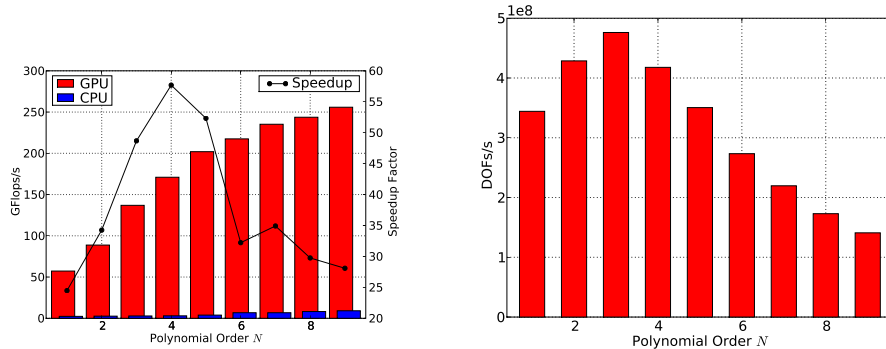 GPU
CPU
Speedup
300
250
200
150
100
50
0
GFlops/s
60
55
50
45
40
35
30
25
20
Speedup Factor
2 4 6 8
Polynomial Order N
1e8
5
4
3
2
1
0
DOFs/s
2 4 6 8
Polynomial Order N